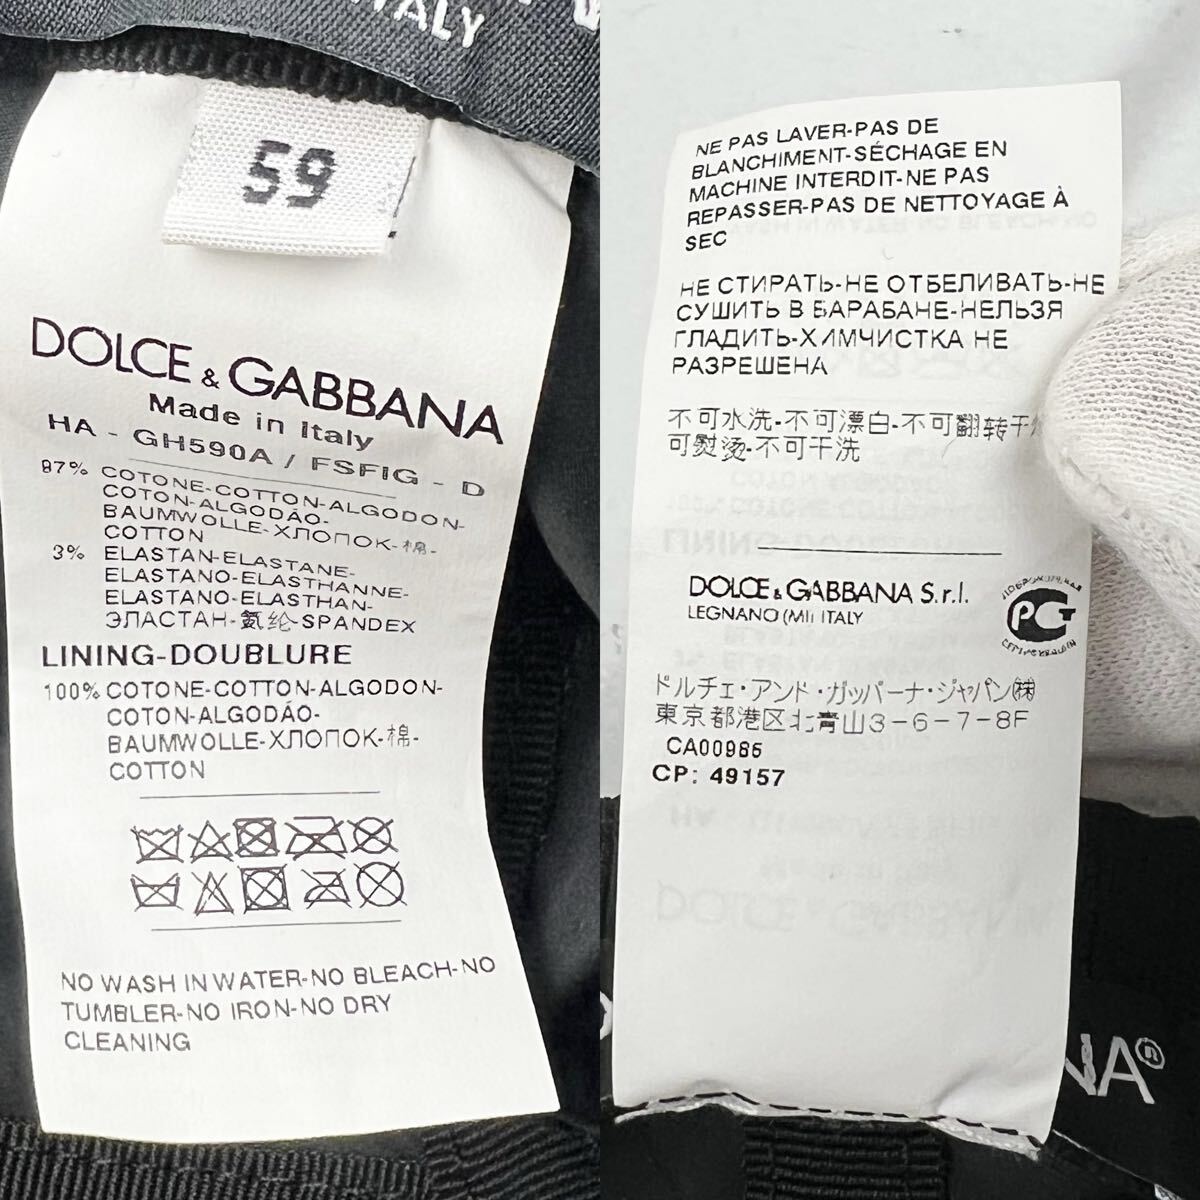 ITALY
59
DOLCE & GABBANA
Made in Italy
HA - GH590A / FSFIG - D
97% COTONE-COTTON-ALGODON-
COTON-ALGODÃO-
BAUMWOLLE-ХЛОПОК-棉-
COTTON
3% ELASTAN-ELASTANE-
ELASTANO-ELASTHANNE-
ELASTANO-ELASTHAN-
ЭЛАСТАН-氨纶-SPANDEX
LINING-DOUBLURE
100% COTONE-COTTON-ALGODON-
COTON-ALGODÃO-
BAUMWOLLE-ХЛОПОК-棉-
COTTON
NO WASH IN WATER-NO BLEACH-NO
TUMBLER-NO IRON-NO DRY
CLEANING
NE PAS LAVER-PAS DE
BLANCHIMENT-SÉCHAGE EN
MACHINE INTERDIT-NE PAS
REPASSER-PAS DE NETTOYAGE À
SEC
НЕ СТИРАТЬ-НЕ ОТБЕЛИВАТЬ-НЕ
СУШИТЬ В БАРАБАНЕ-НЕЛЬЗЯ
ГЛАДИТЬ-ХИМЧИСТКА НЕ
РАЗРЕШЕНА
不可水洗-不可漂白-不可翻转干
可熨烫-不可干洗
DOLCE & GABBANA S.r.l.
LEGNANO (MI) ITALY
PCT
ドルチェ・アンド・ガッバーナ・ジャパン(株)
東京都港区北青山3-6-7-8F
CA00985
CP: 49157
NA®